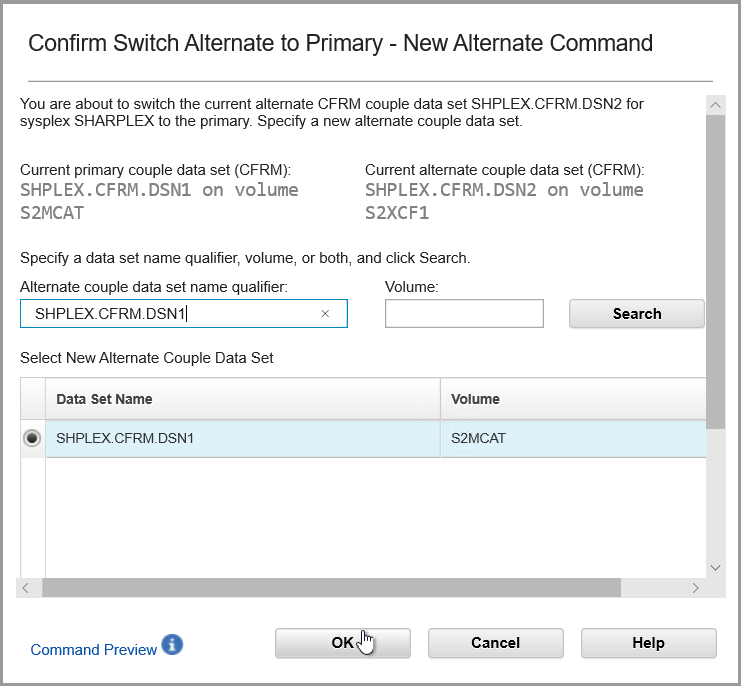 Confirm Switch Alternate to Primary - New Alternate Command
You are about to switch the current alternate CFRM couple data set SHPLEX.CFRM.DSN2 for
sysplex SHARPLEX to the primary. Specify a new alternate couple data set.
Current primary couple data set (CFRM):
SHPLEX.CFRM.DSN1 on volume
S2MCAT
Current alternate couple data set (CFRM):
SHPLEX.CFRM.DSN2 on volume
S2XCF1
Specify a data set name qualifier, volume, or both, and click Search.
Alternate couple data set name qualifier:
Volume:
SHPLEX.CFRM.DSN1
Search
Select New Alternate Couple Data Set
Data Set Name
Volume
SHPLEX.CFRM.DSN1
S2MCAT
Command Preview
OK
Cancel
Help